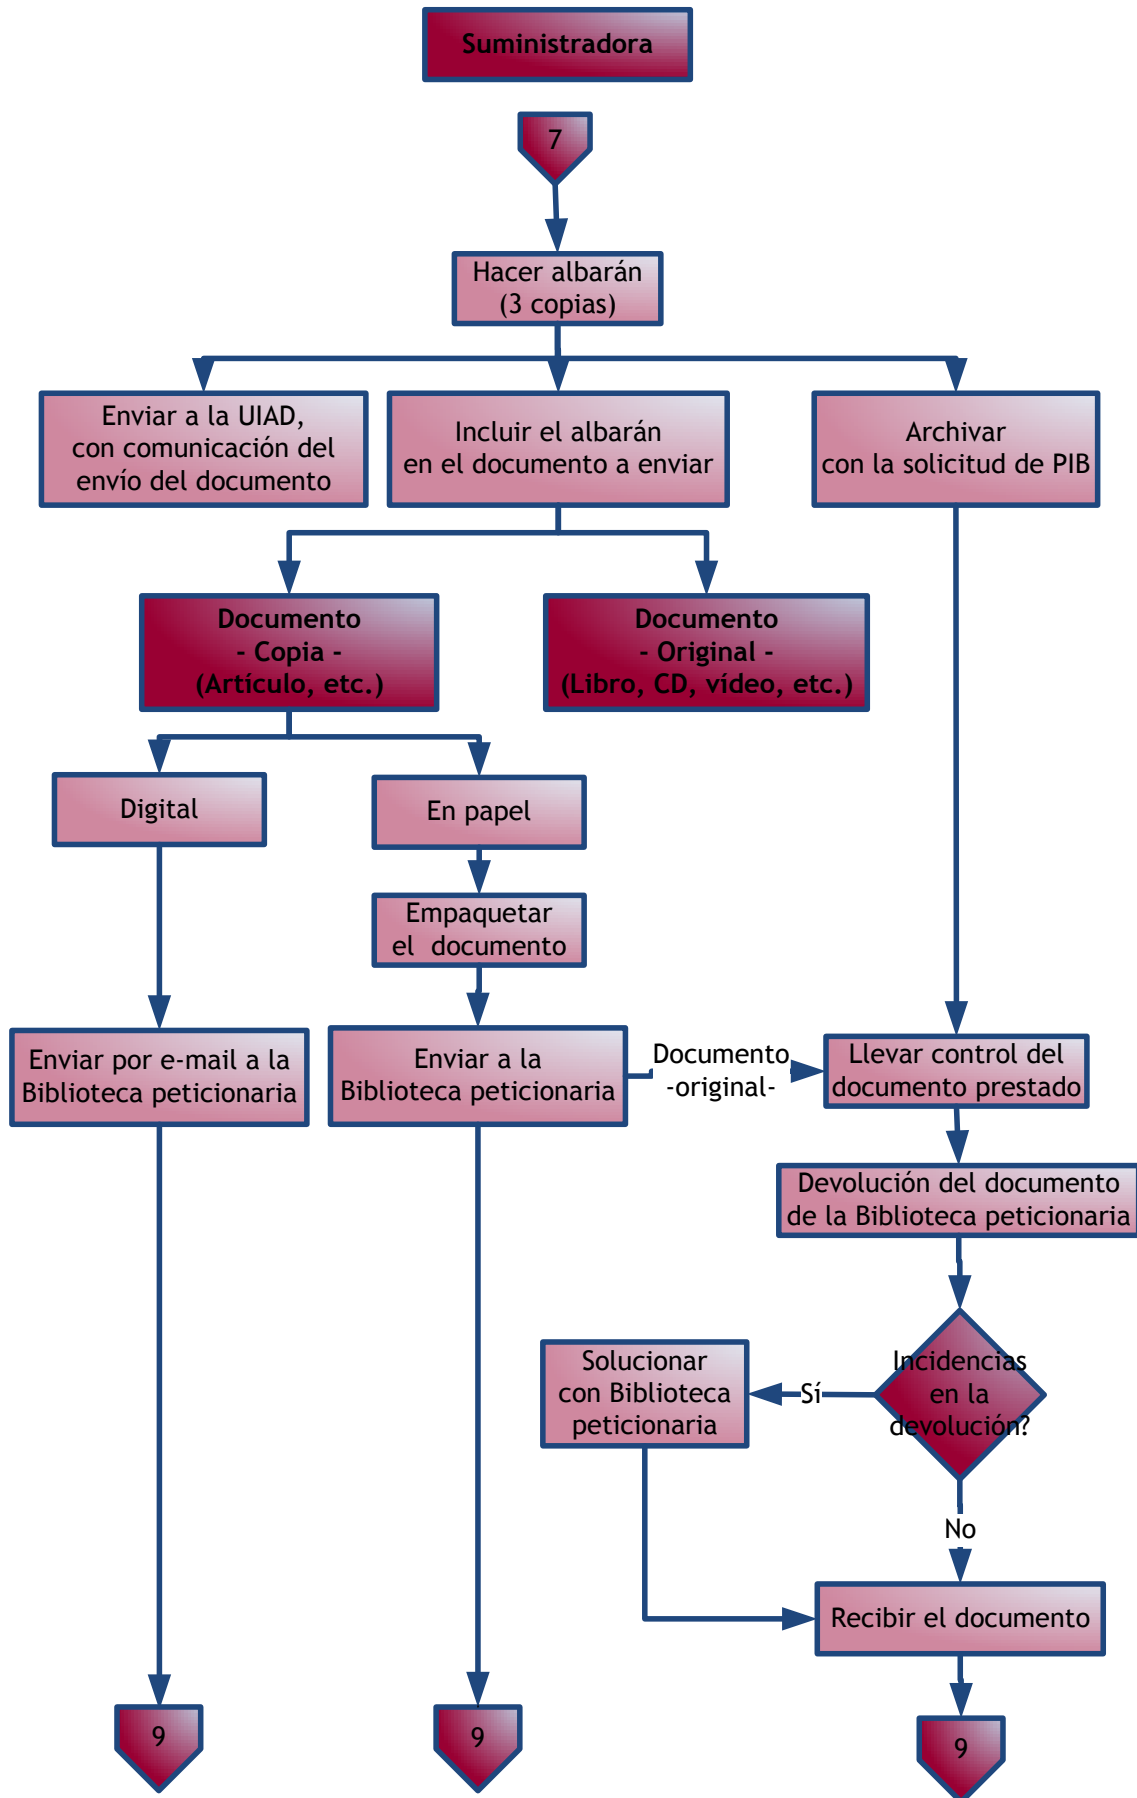 Suministradora
7
Hacer albarán
(3 copias)
Enviar a la UIAD,
con comunicación del
envío del documento
Incluir el albarán
en el documento a enviar
Archivar
con la solicitud de PIB
Documento
- Copia -
(Artículo, etc.)
Documento
- Original -
(Libro, CD, vídeo, etc.)
Digital
En papel
Empaquetar
el documento
Enviar por e-mail a la
Biblioteca peticionaria
Enviar a la
Biblioteca peticionaria
Documento
-original-
Llevar control del
documento prestado
Devolución del documento
de la Biblioteca peticionaria
Incidencias
en la
devolución?
Sí
Solucionar
con Biblioteca
peticionaria
No
Recibir el documento
9
9
9